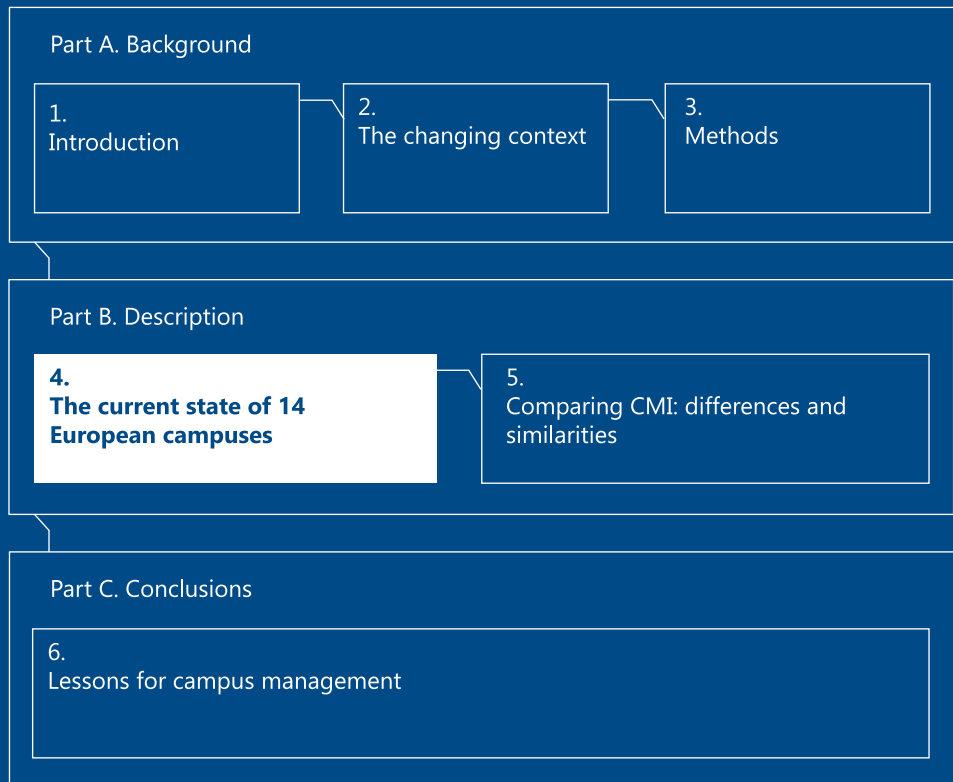 Part A. Background
1.
Introduction
2.
The changing context
3.
Methods
Part B. Description
4.
The current state of 14
European campuses
5.
Comparing CMI: differences and
similarities
Part C. Conclusions
6.
Lessons for campus management